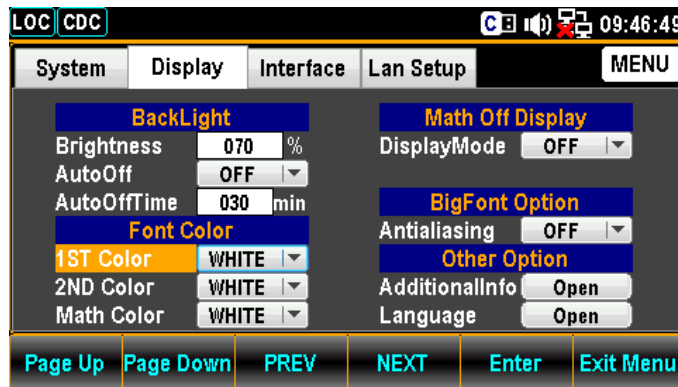 LOC CDC C 09:46:49
System Display Interface Lan Setup MENU
BackLight
Brightness 070 %
AutoOff OFF
AutoOffTime 030 min
Font Color
1ST Color WHITE
2ND Color WHITE
Math Color WHITE
Math Off Display
DisplayMode OFF
BigFont Option
Antialiasing OFF
Other Option
AdditionalInfo Open
Language Open
Page Up Page Down PREV NEXT Enter Exit Menu